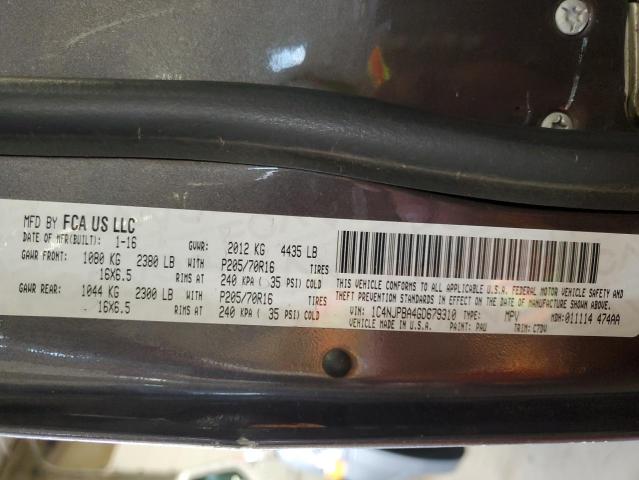 MFD BY FCA US LLC
DATE OF MFR(BUILT): 1-16 GVWR: 2012 KG 4435 LB
GAWR FRONT: 1080 KG 2380 LB WITH P205/70R16 TIRES
16X6.5 RIMS AT 240 KPA ( 35 PSI) COLD
GAWR REAR: 1044 KG 2300 LB WITH P205/70R16 TIRES
16X6.5 RIMS AT 240 KPA ( 35 PSI) COLD
THIS VEHICLE CONFORMS TO ALL APPLICABLE U.S.A. FEDERAL MOTOR VEHICLE SAFETY AND
THEFT PREVENTION STANDARDS IN EFFECT ON THE DATE OF MANUFACTURE SHOWN ABOVE.
VIN: 1C4NJPBA4GD679310 TYPE: MPV MDH: 011114 474AA
MADE IN U.S.A. PAINT: PAU TRIM: C7DV